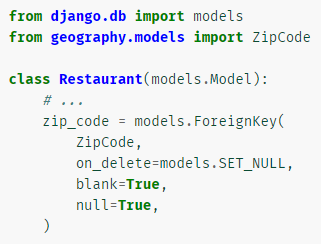 from django.db import models
from geography.models import ZipCode

class Restaurant(models.Model):
    # ...
    zip_code = models.ForeignKey(
        ZipCode,
        on_delete=models.SET_NULL,
        blank=True,
        null=True,
    )